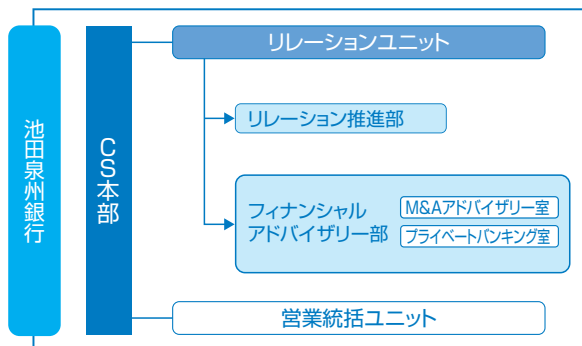 池田泉州銀行
CS本部
リレーションユニット
リレーション推進部
フィナンシャル
アドバイザリー部
M&Aアドバイザリー室
プライベートバンキング室
営業統括ユニット